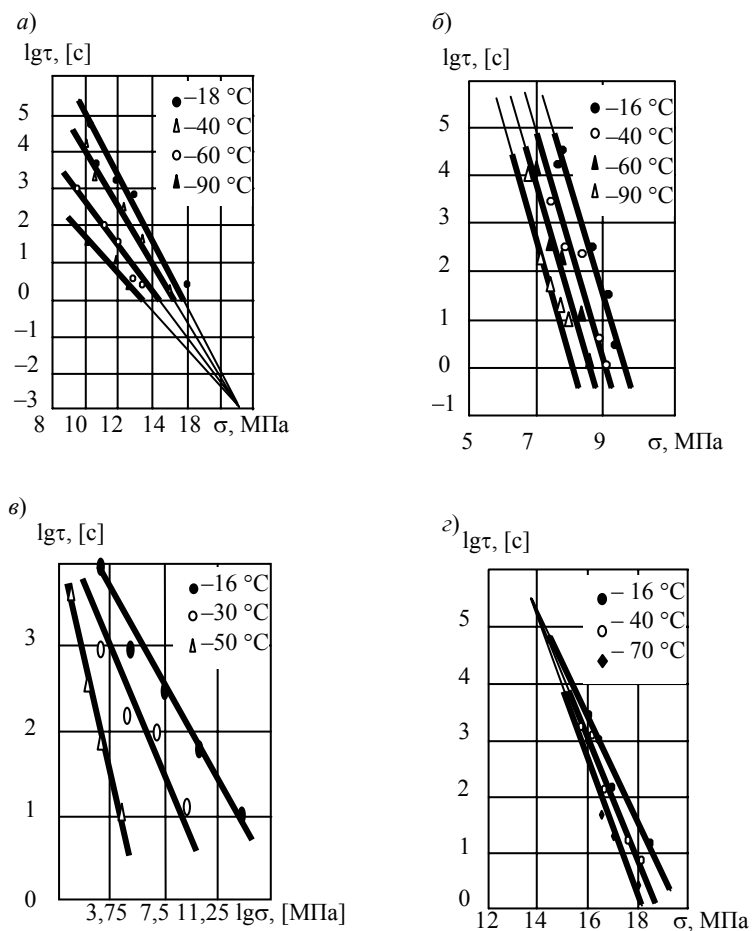 а)
lgτ, [с]
5
4
3
2
1
0
–1
–2
–3
–18 °C
–40 °C
–60 °C
–90 °C
8 10 12 14 σ, МПа
б)
lgτ, [с]
5
4
3
2
1
0
–1
–16 °C
–40 °C
–60 °C
–90 °C
5 7 9 σ, МПа
в)
lgτ, [с]
3
2
1
0
–16 °C
–30 °C
–50 °C
3,75 7,5 11,25 lgσ, [МПа]
г)
lgτ, [с]
5
4
3
2
1
0
– 16 °C
– 40 °C
– 70 °C
12 14 16 18 σ, МПа